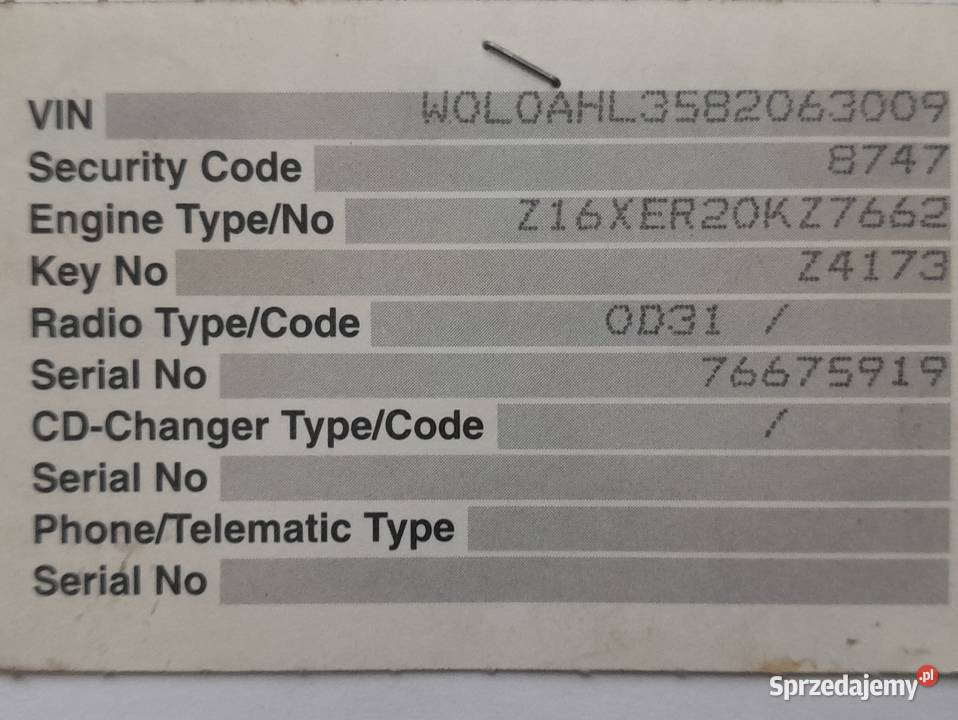 VIN W0L0AHL3582063009
Security Code 8747
Engine Type/No Z16XER20KZ7662
Key No Z4173
Radio Type/Code OD31 /
Serial No 76675919
CD-Changer Type/Code /
Serial No
Phone/Telematic Type
Serial No
Sprzedajemy.pl